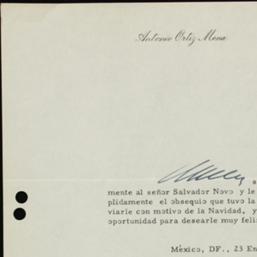 Antonio Ortiz Mena
s
mente al señor Salvador Novo y le
plidamente el obsequio que tuvo la
viarle con motivo de la Navidad, y
oportunidad para desearle muy feli
México, DF., 23 En